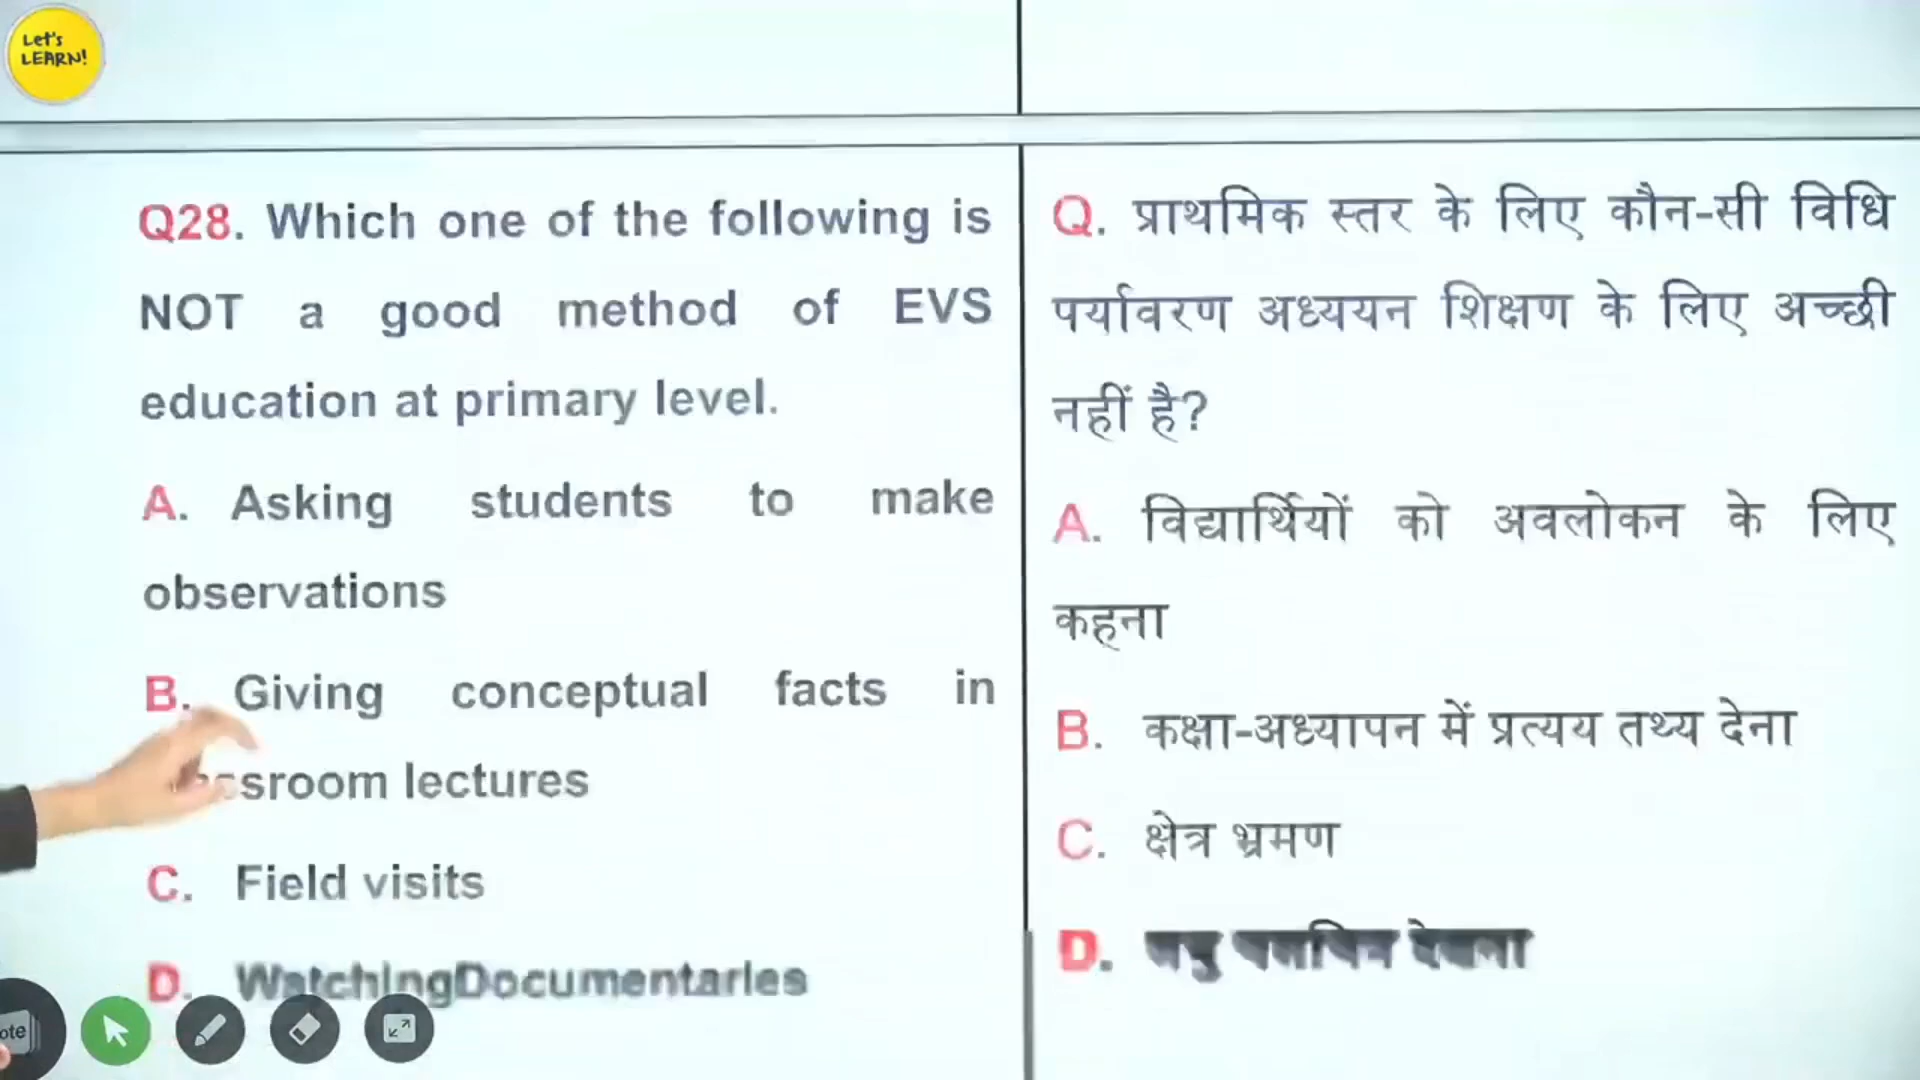 Let's
LEARN!
Q28. Which one of the following is
NOT a good method of EVS
education at primary level.
A. Asking students to make
observations
B. Giving conceptual facts in
lectures
C. Field visits
D. WatchingDocumentaries
Q. प्राथमिक स्तर के लिए कौन-सी विधि
पर्यावरण अध्ययन शिक्षण के लिए अच्छी
नहीं है?
A. विद्यार्थियों को अवलोकन के लिए
कहना
B. कक्षा-अध्यापन में प्रत्यय तथ्य देना
C. क्षेत्र भ्रमण
D.